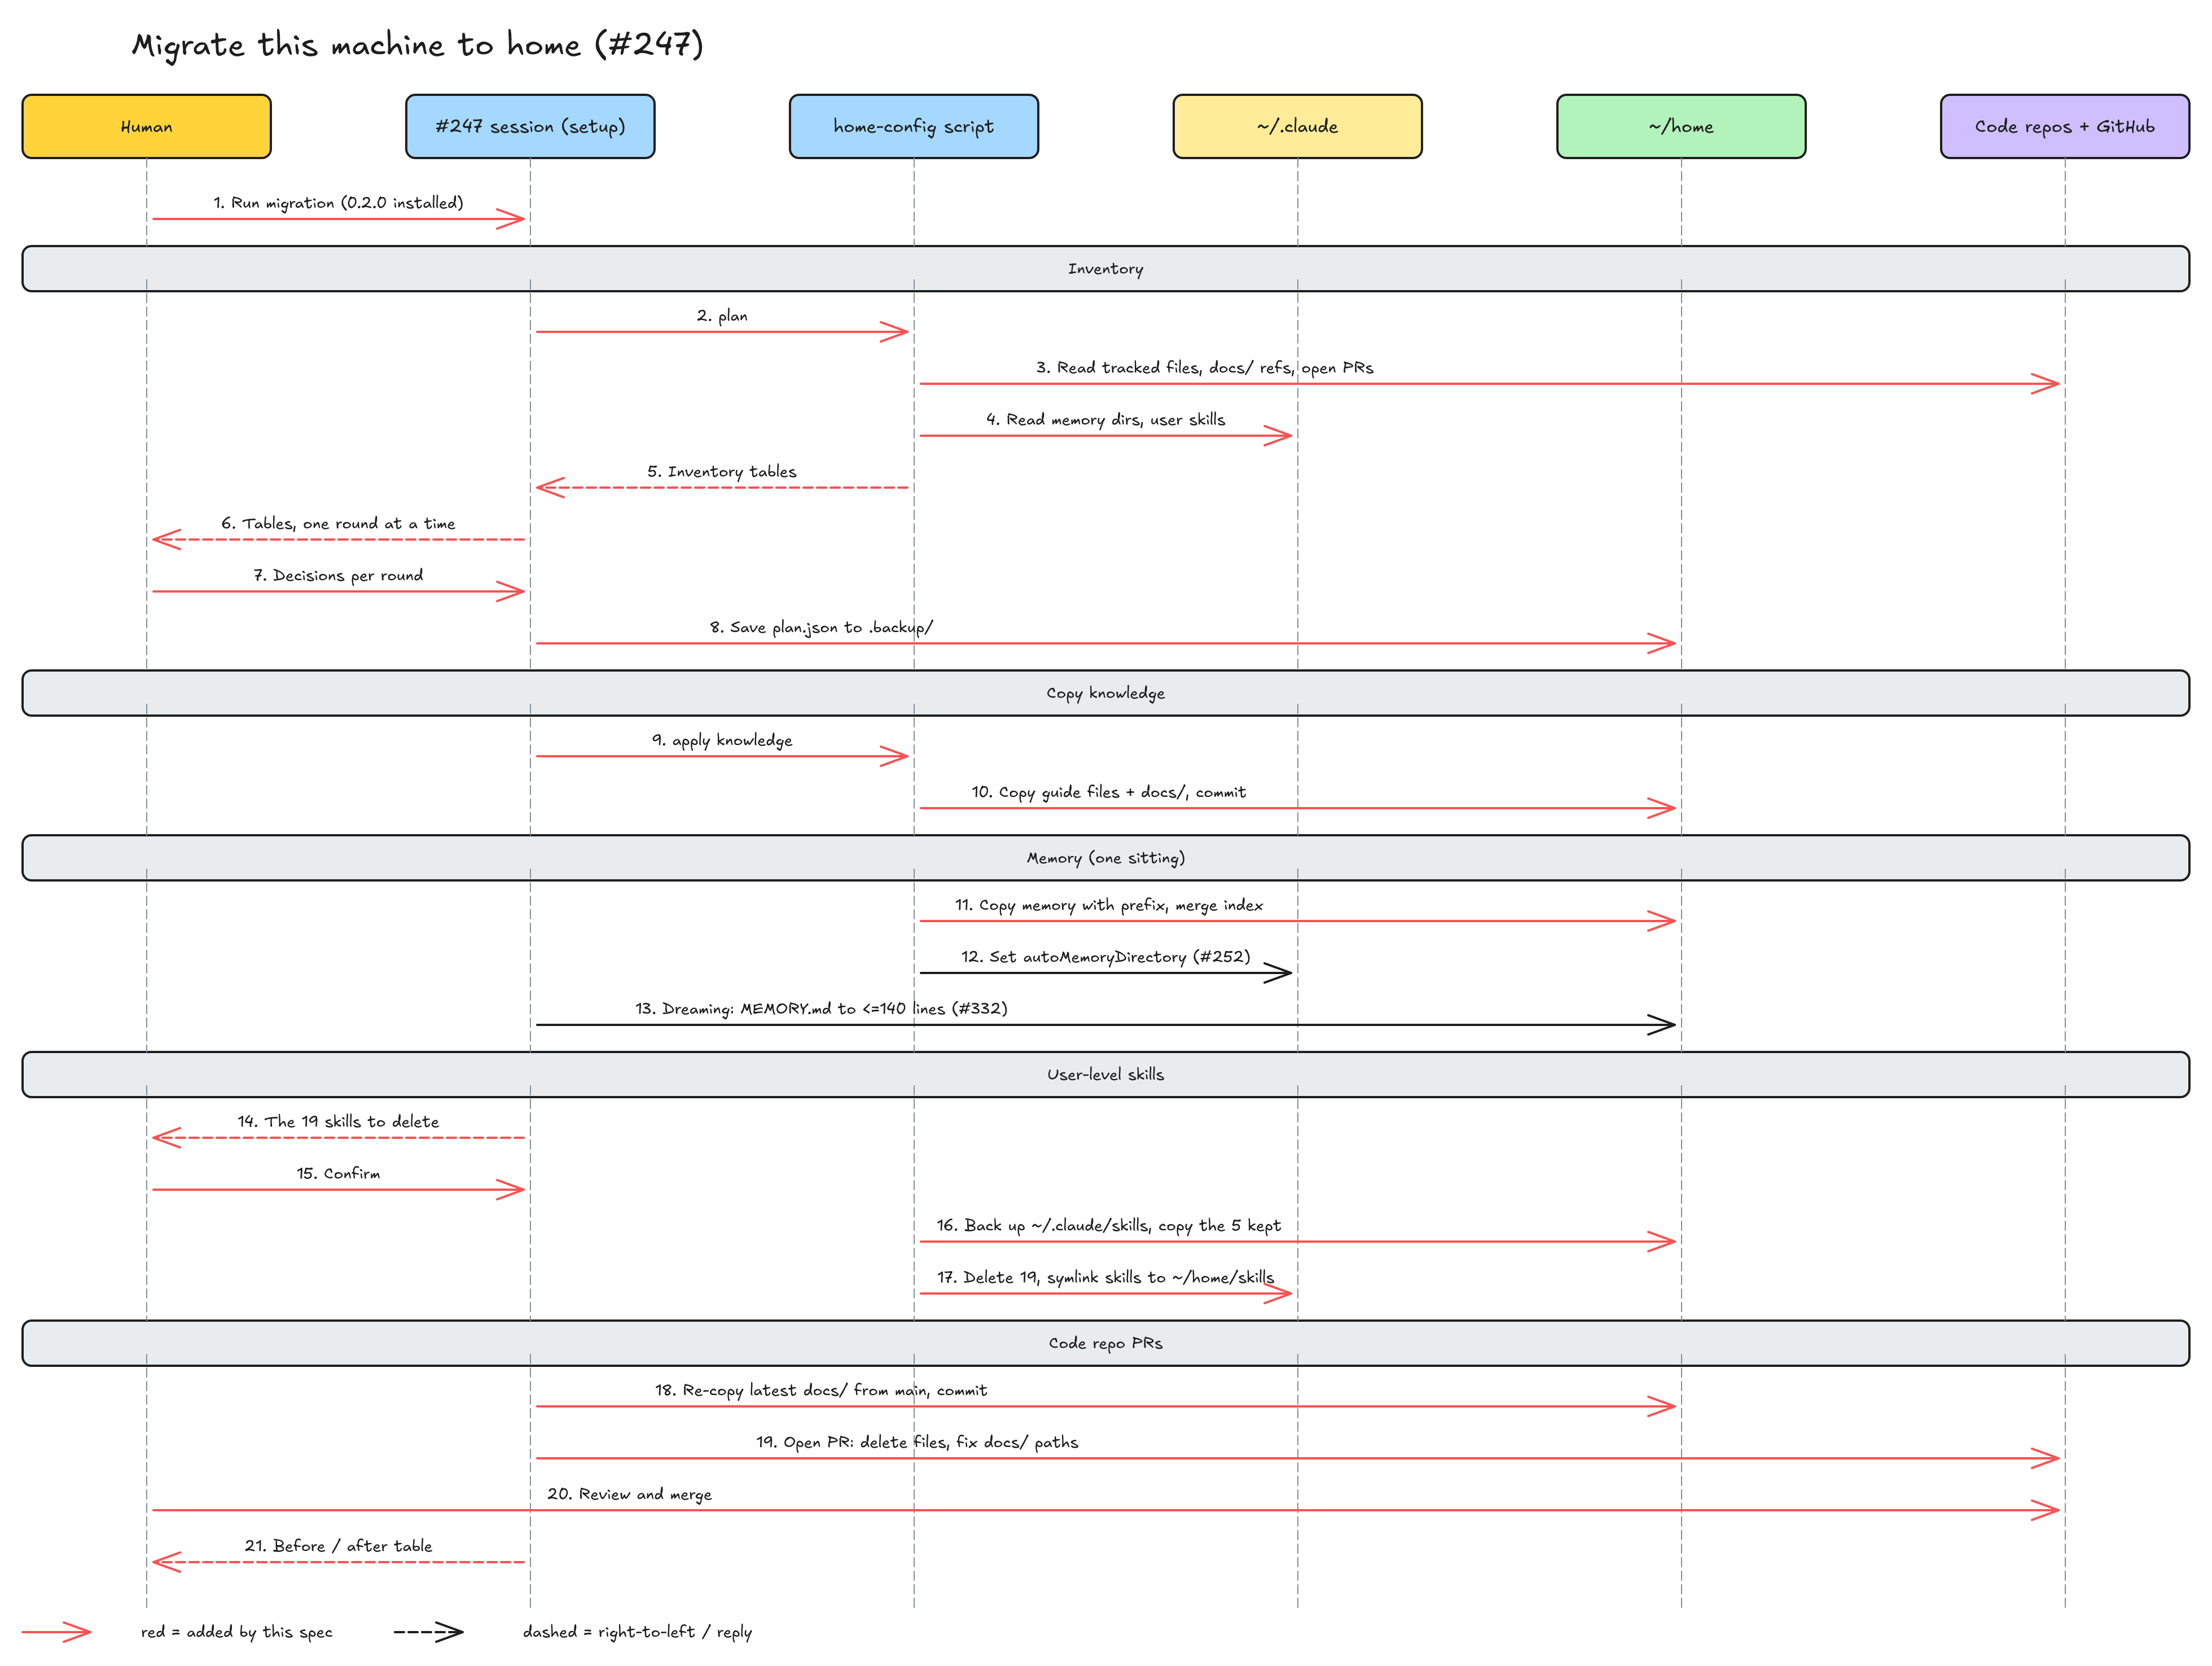 Migrate this machine to home (#247)
Human
#247 session (setup)
home-config script
~/.claude
~/home
Code repos + GitHub
1. Run migration (0.2.0 installed)
Inventory
2. plan
3. Read tracked files, docs/ refs, open PRs
4. Read memory dirs, user skills
5. Inventory tables
6. Tables, one round at a time
7. Decisions per round
8. Save plan.json to .backup/
Copy knowledge
9. apply knowledge
10. Copy guide files + docs/, commit
Memory (one sitting)
11. Copy memory with prefix, merge index
12. Set autoMemoryDirectory (#252)
13. Dreaming: MEMORY.md to <=140 lines (#332)
User-level skills
14. The 19 skills to delete
15. Confirm
16. Back up ~/.claude/skills, copy the 5 kept
17. Delete 19, symlink skills to ~/home/skills
Code repo PRs
18. Re-copy latest docs/ from main, commit
19. Open PR: delete files, fix docs/ paths
20. Review and merge
21. Before / after table
red = added by this spec
dashed = right-to-left / reply